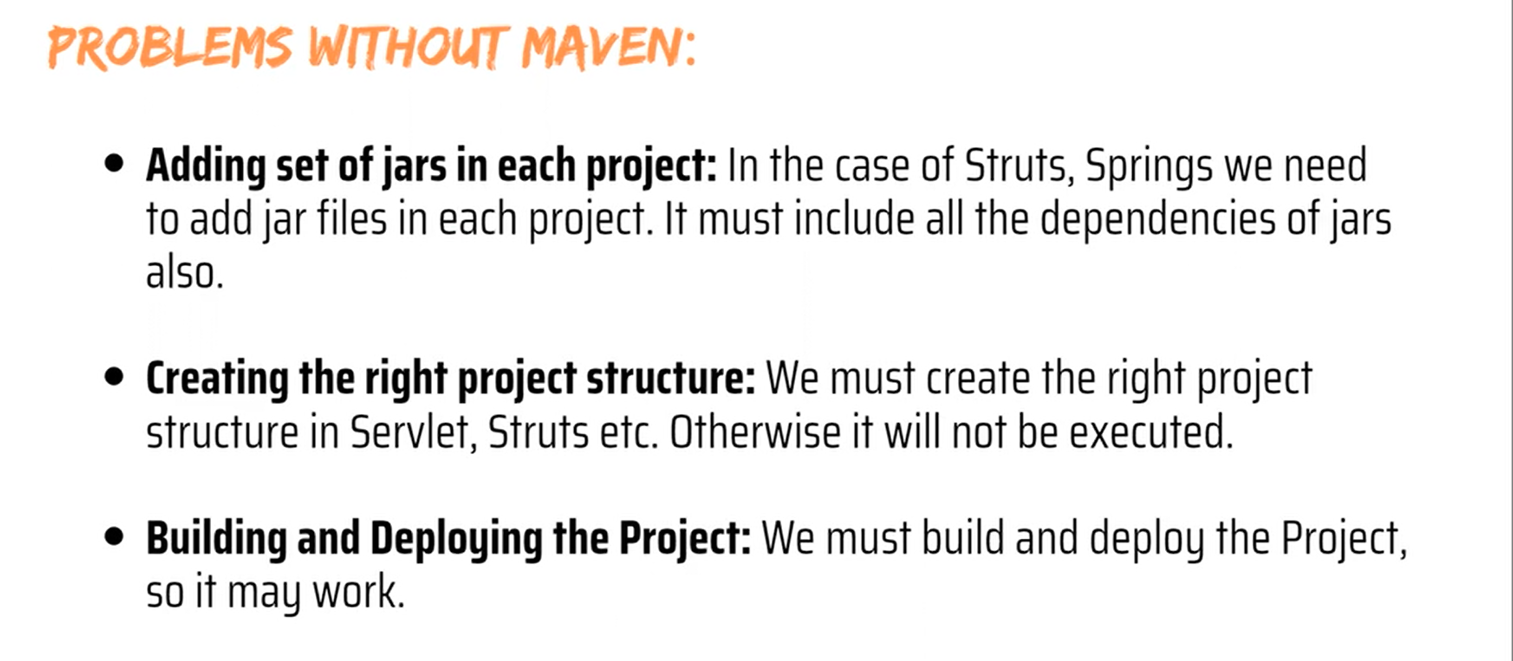 PROBLEMS WITHOUT MAVEN:
• Adding set of jars in each project: In the case of Struts, Springs we need
to add jar files in each project. It must include all the dependencies of jars
also.
• Creating the right project structure: We must create the right project
structure in Servlet, Struts etc. Otherwise it will not be executed.
• Building and Deploying the Project: We must build and deploy the Project,
so it may work.